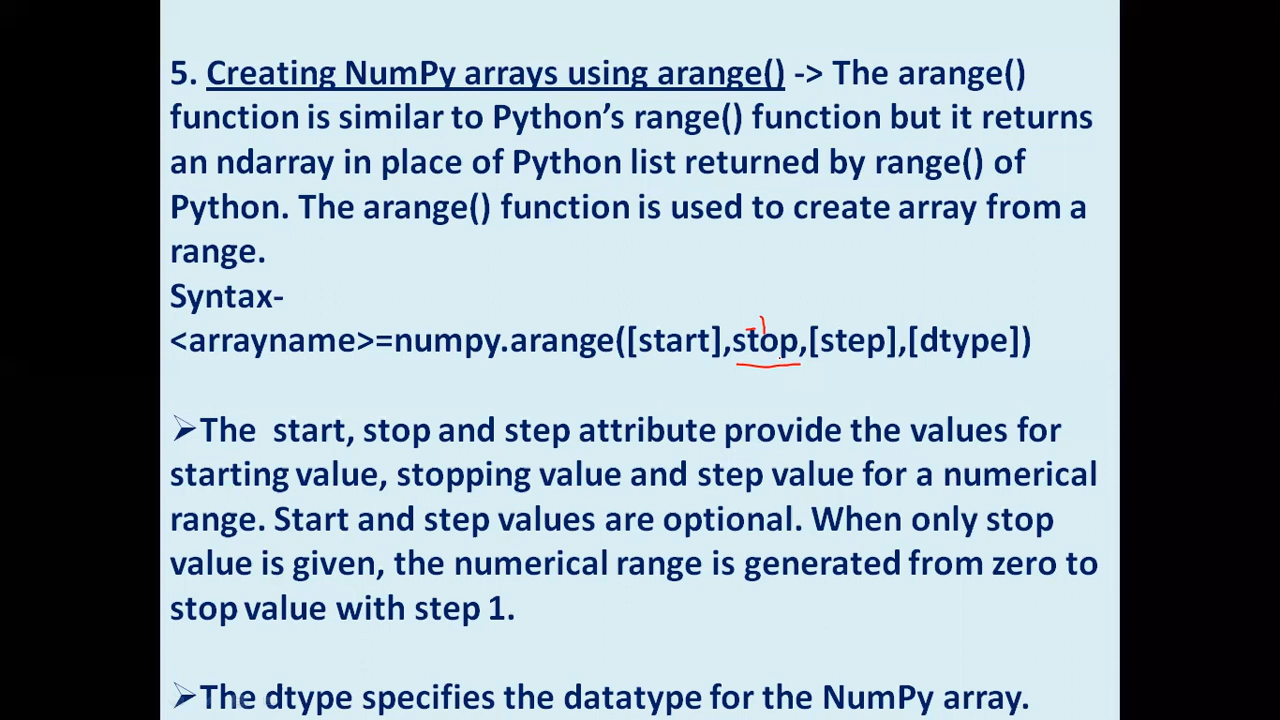 5. Creating NumPy arrays using arange() -> The arange()
function is similar to Python’s range() function but it returns
an ndarray in place of Python list returned by range() of
Python. The arange() function is used to create array from a
range.
Syntax-
-1
<arrayname>=numpy.arange([start],stop,[step],[dtype])
➢The  start, stop and step attribute provide the values for
starting value, stopping value and step value for a numerical
range. Start and step values are optional. When only stop
value is given, the numerical range is generated from zero to
stop value with step 1.
➢The dtype specifies the datatype for the NumPy array.